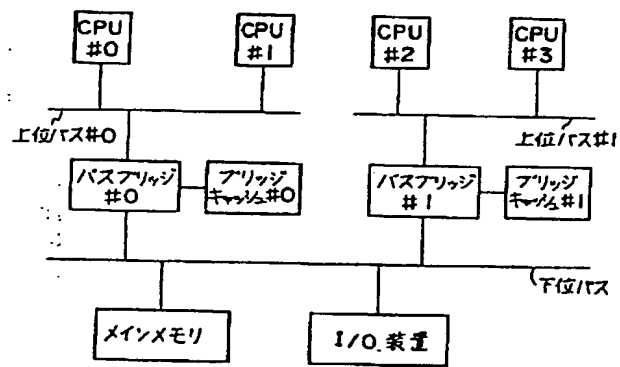 CPU
#0
CPU
#1
CPU
#2
CPU
#3
上位バス#0
上位バス#1
バスブリッジ
#0
ブリッジ
キャッシュ#0
バスブリッジ
#1
ブリッジ
キャッシュ#1
下位バス
メインメモリ
I/O.装置